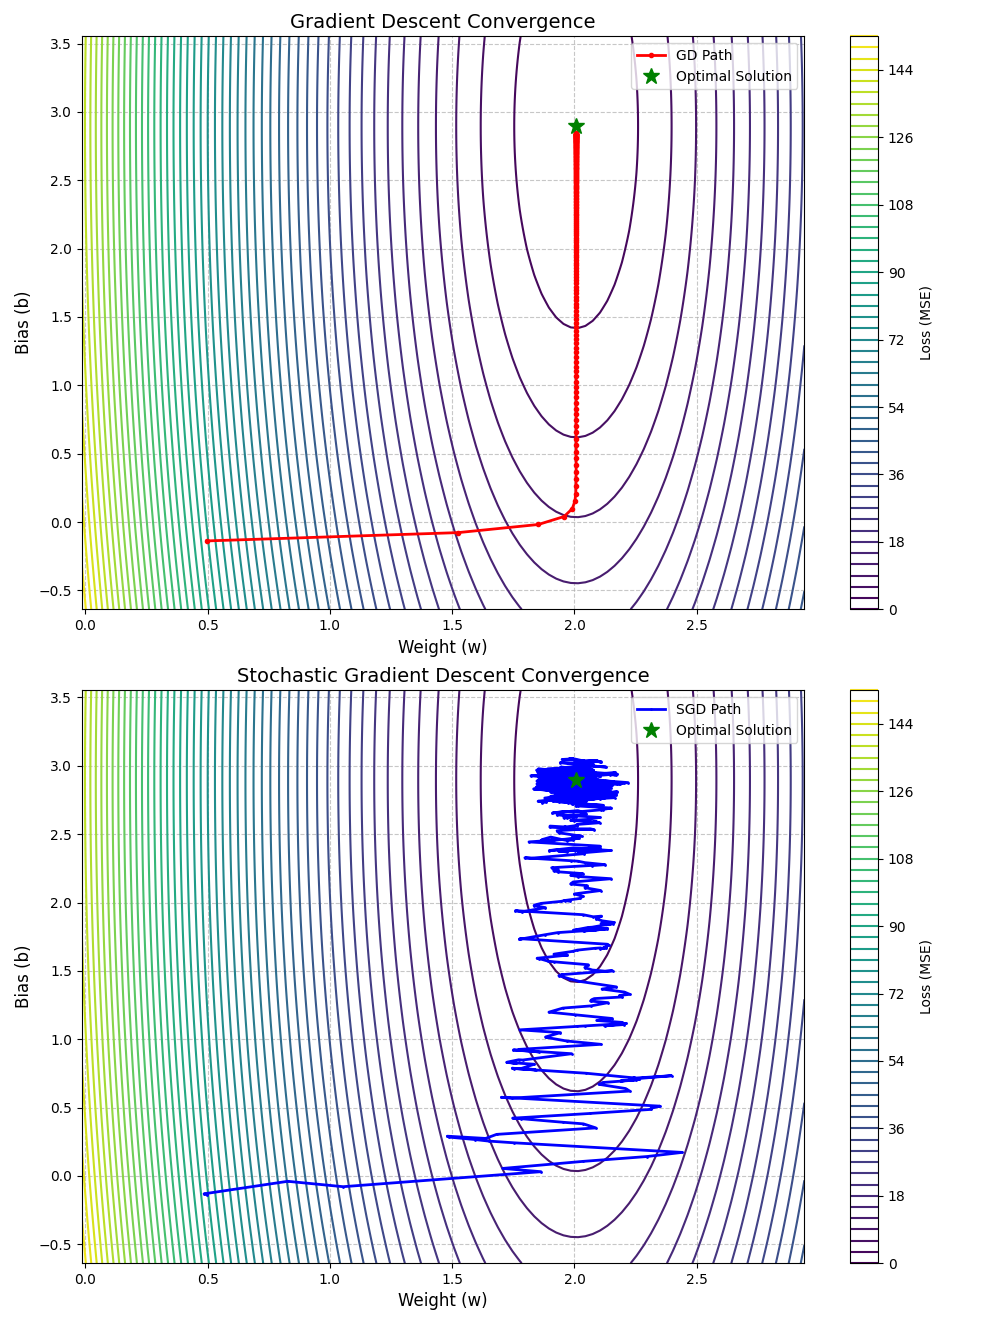 Gradient Descent Convergence
GD Path
Optimal Solution
3.5
3.0
2.5
2.0
1.5
1.0
0.5
0.0
−0.5
Bias (b)
0.0 0.5 1.0 1.5 2.0 2.5
Weight (w)
144
126
108
90
72
54
36
18
0
Loss (MSE)
Stochastic Gradient Descent Convergence
SGD Path
Optimal Solution
3.5
3.0
2.5
2.0
1.5
1.0
0.5
0.0
−0.5
Bias (b)
0.0 0.5 1.0 1.5 2.0 2.5
Weight (w)
144
126
108
90
72
54
36
18
0
Loss (MSE)